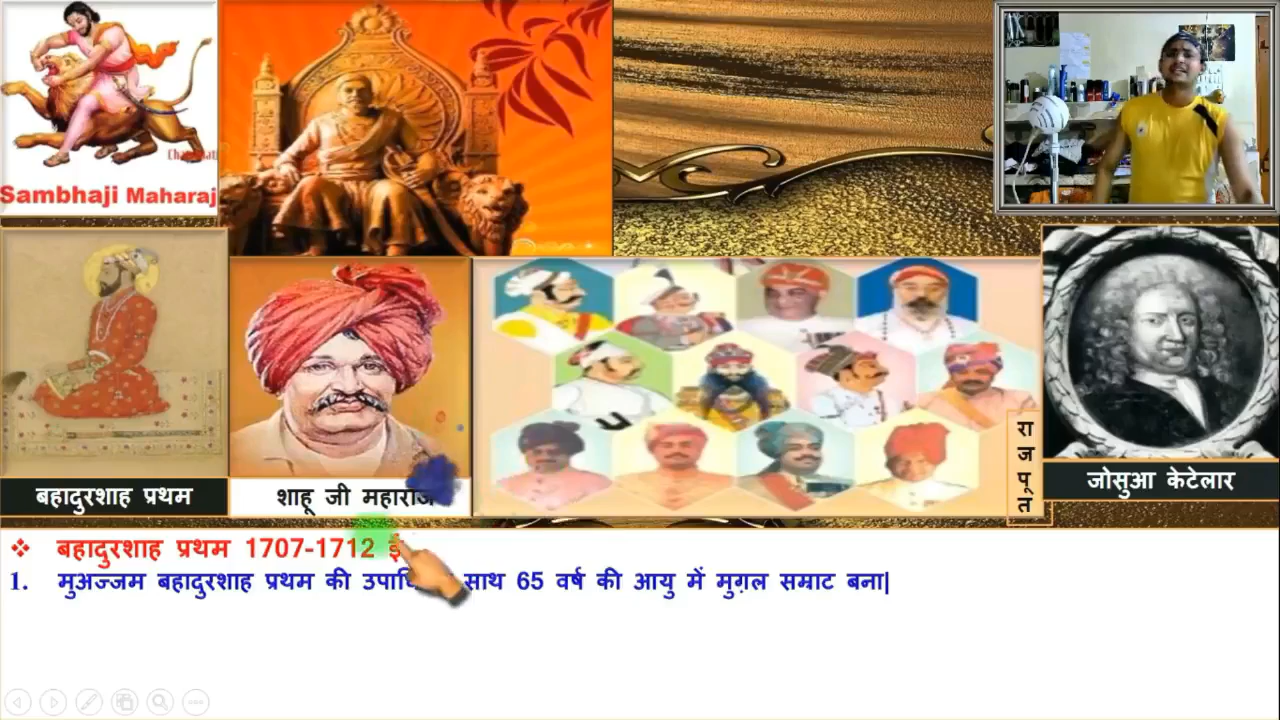 Sambhaji Maharaj
बहादुरशाह प्रथम
शाहू जी महाराज
राजपूत
जोसुआ केटेलार
❖ बहादुरशाह प्रथम 1707-1712 ई
1. मुअज्जम बहादुरशाह प्रथम की साथ 65 वर्ष की आयु में मुग़ल सम्राट बना